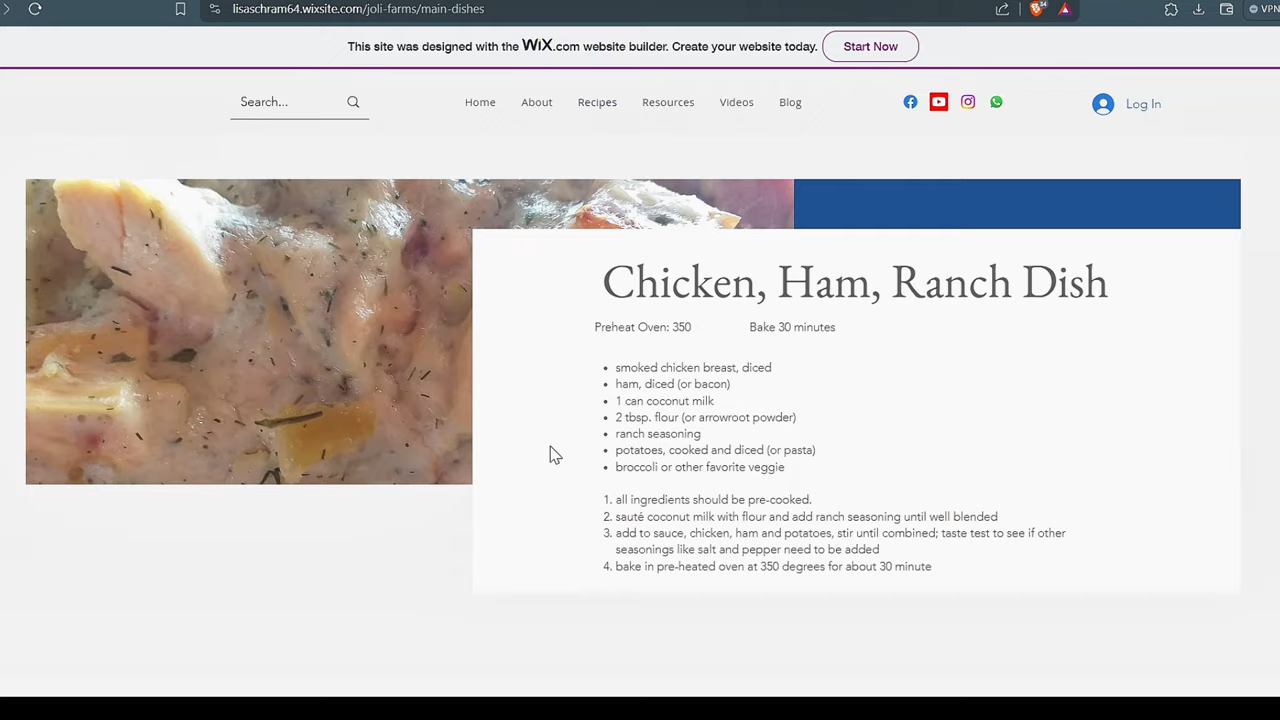 lisaschram64.wixsite.com/joli-farms/main-dishes
VPN
This site was designed with the WiX.com website builder. Create your website today.
Start Now
Search...
Home
About
Recipes
Resources
Videos
Blog
Log In
Chicken, Ham, Ranch Dish
Preheat Oven: 350
Bake 30 minutes
• smoked chicken breast, diced
• ham, diced (or bacon)
• 1 can coconut milk
• 2 tbsp. flour (or arrowroot powder)
• ranch seasoning
• potatoes, cooked and diced (or pasta)
• broccoli or other favorite veggie
1. all ingredients should be pre-cooked.
2. sauté coconut milk with flour and add ranch seasoning until well blended
3. add to sauce, chicken, ham and potatoes, stir until combined; taste test to see if other
seasonings like salt and pepper need to be added
4. bake in pre-heated oven at 350 degrees for about 30 minute